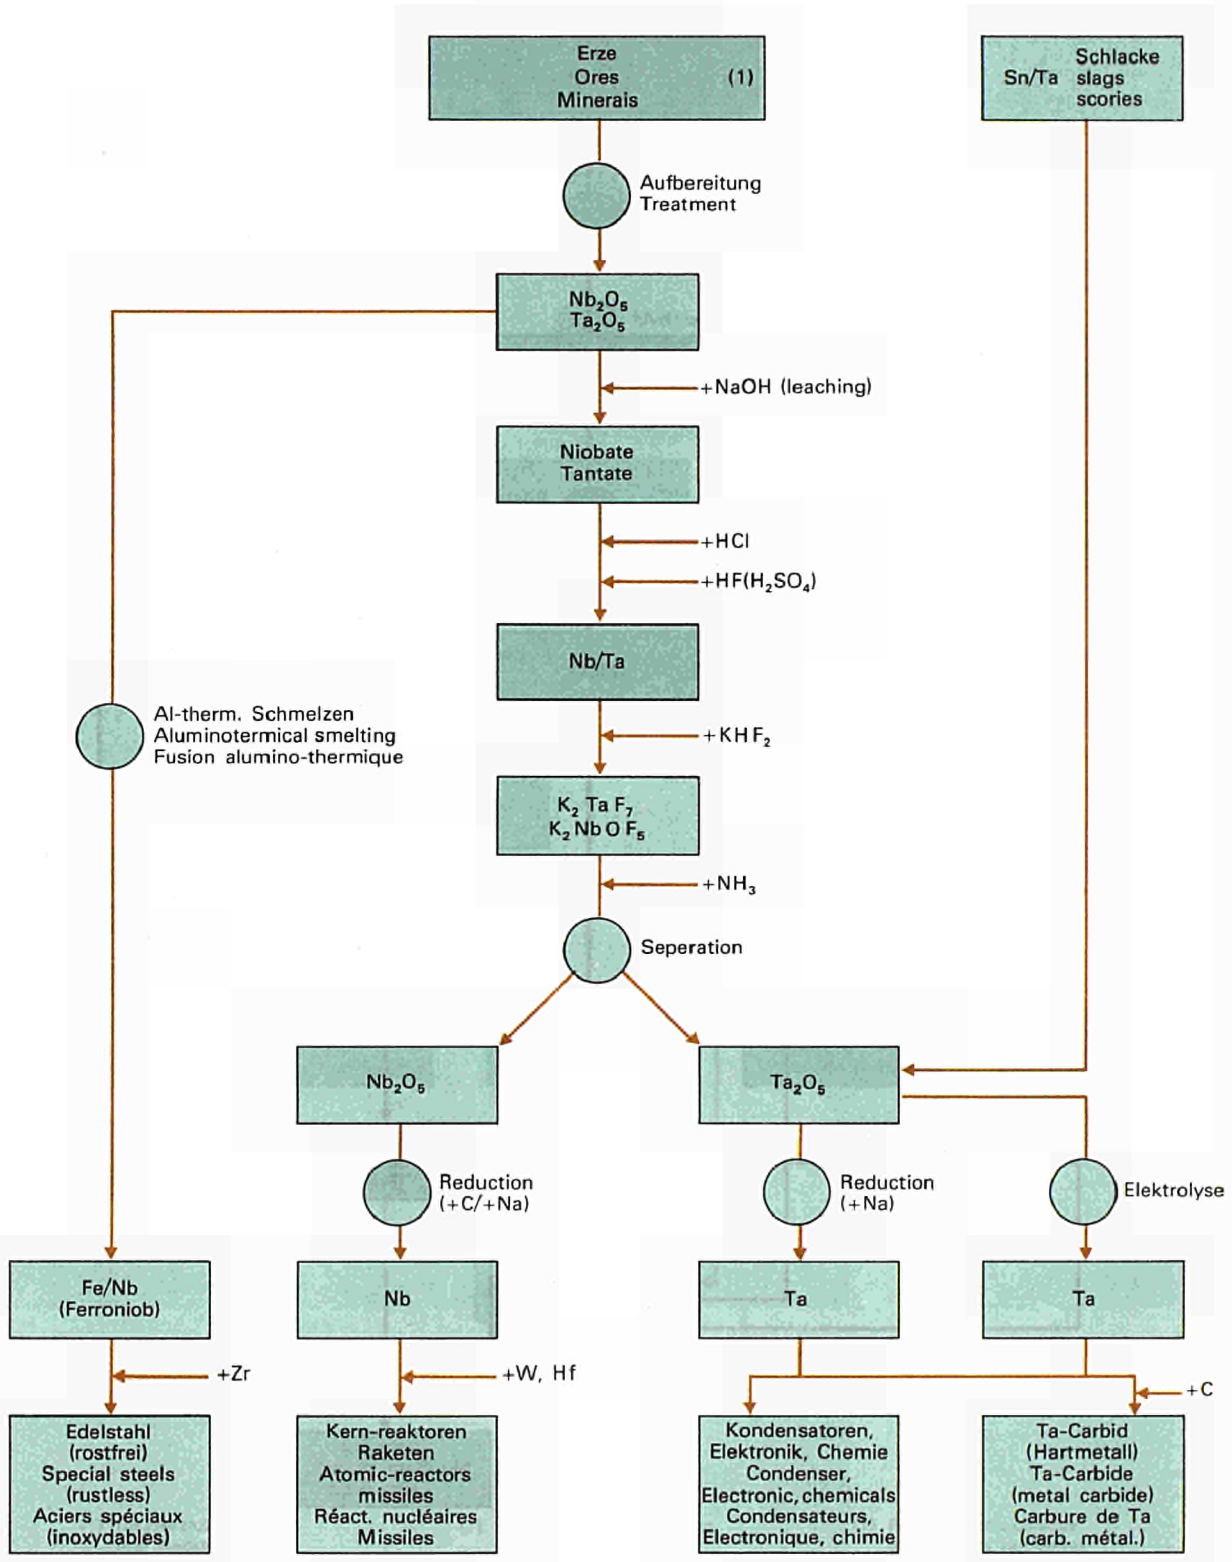 Erze
Ores (1)
Minerais
Schlacke
Sn/Ta slags
scories
Aufbereitung
Treatment
Nb₂O₅
Ta₂O₅
+NaOH (leaching)
Niobate
Tantate
+HCl
+HF(H₂SO₄)
Nb/Ta
Al-therm. Schmelzen
Aluminotermical smelting
Fusion alumino-thermique
+KHF₂
K₂ Ta F₇
K₂ Nb O F₅
+NH₃
Seperation
Nb₂O₅
Ta₂O₅
Reduction
(+C/+Na)
Reduction
(+Na)
Elektrolyse
Fe/Nb
(Ferroniob)
Nb
Ta
Ta
+Zr
+W, Hf
+C
Edelstahl
(rostfrei)
Special steels
(rustless)
Aciers spéciaux
(inoxydables)
Kern-reaktoren
Raketen
Atomic-reactors
missiles
Réact. nucléaires
Missiles
Kondensatoren,
Elektronik, Chemie
Condenser,
Electronic, chemicals
Condensateurs,
Electronique, chimie
Ta-Carbid
(Hartmetall)
Ta-Carbide
(metal carbide)
Carbure de Ta
(carb. métal.)